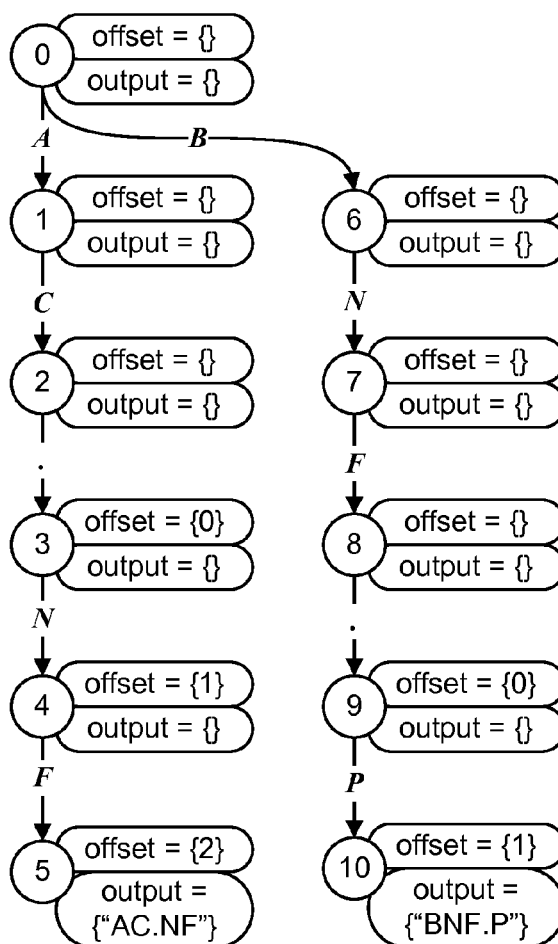 0
offset = {}
output = {}
A
B
1
offset = {}
output = {}
6
offset = {}
output = {}
C
N
2
offset = {}
output = {}
7
offset = {}
output = {}
.
F
3
offset = {0}
output = {}
8
offset = {}
output = {}
N
.
4
offset = {1}
output = {}
9
offset = {0}
output = {}
F
P
5
offset = {2}
output =
{“AC.NF”}
10
offset = {1}
output =
{“BNF.P”}